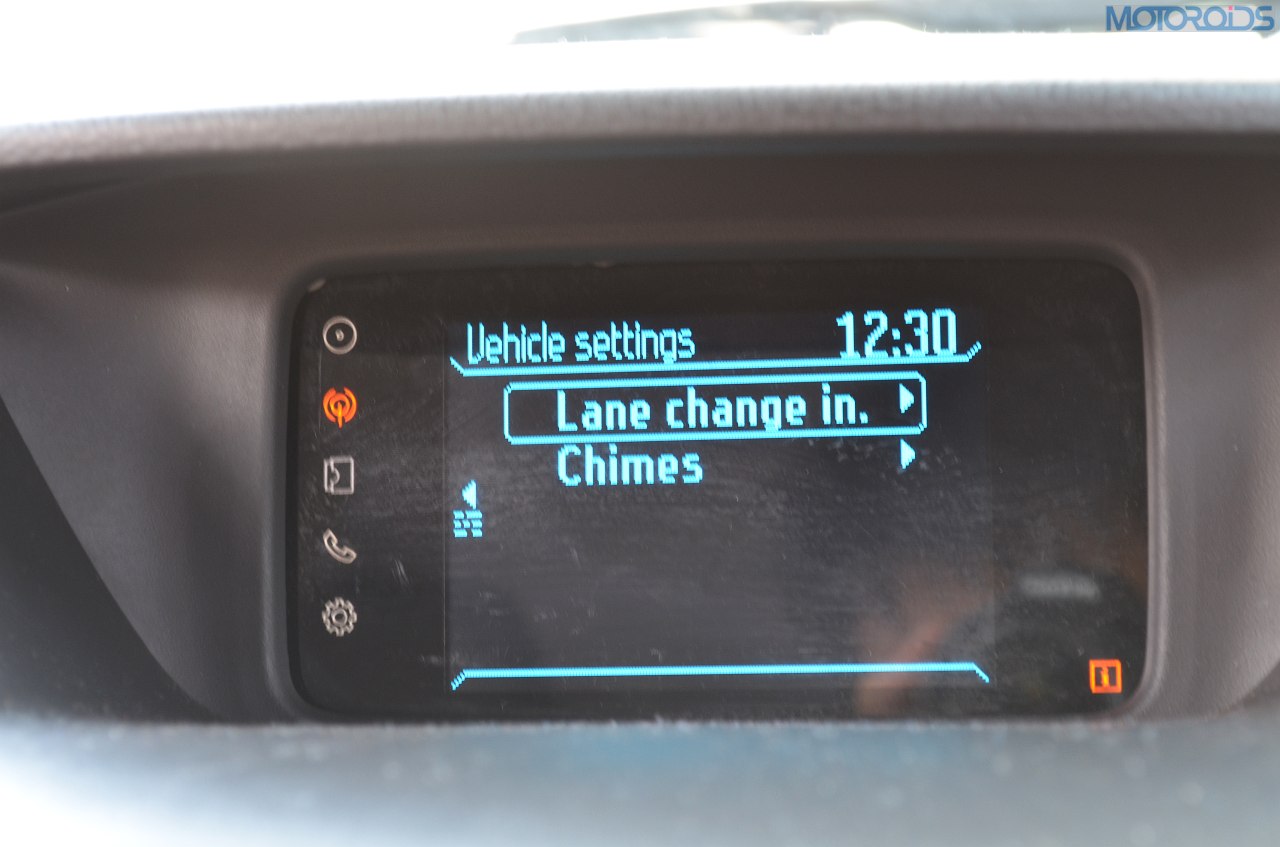 MOTOROiDS
Vehicle settings 12:30
Lane change in.
Chimes